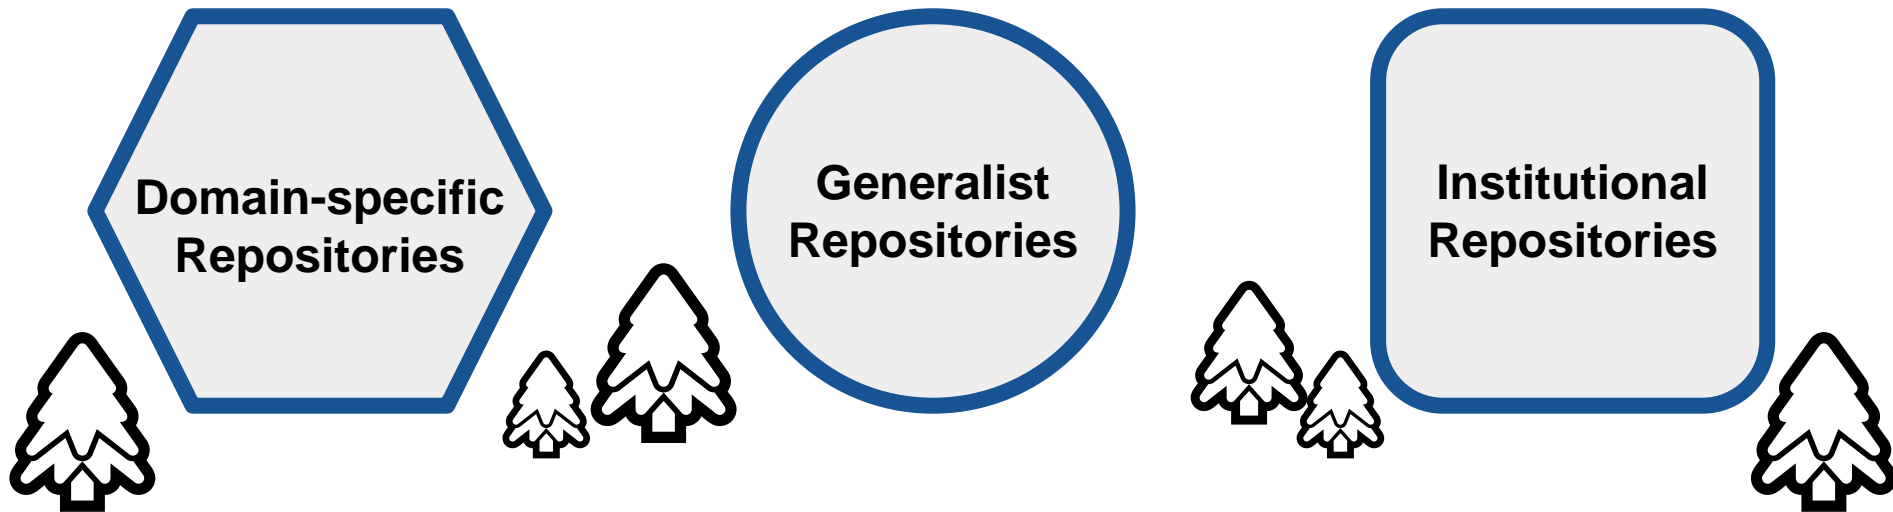 Domain-specific
Repositories
Generalist
Repositories
Institutional
Repositories